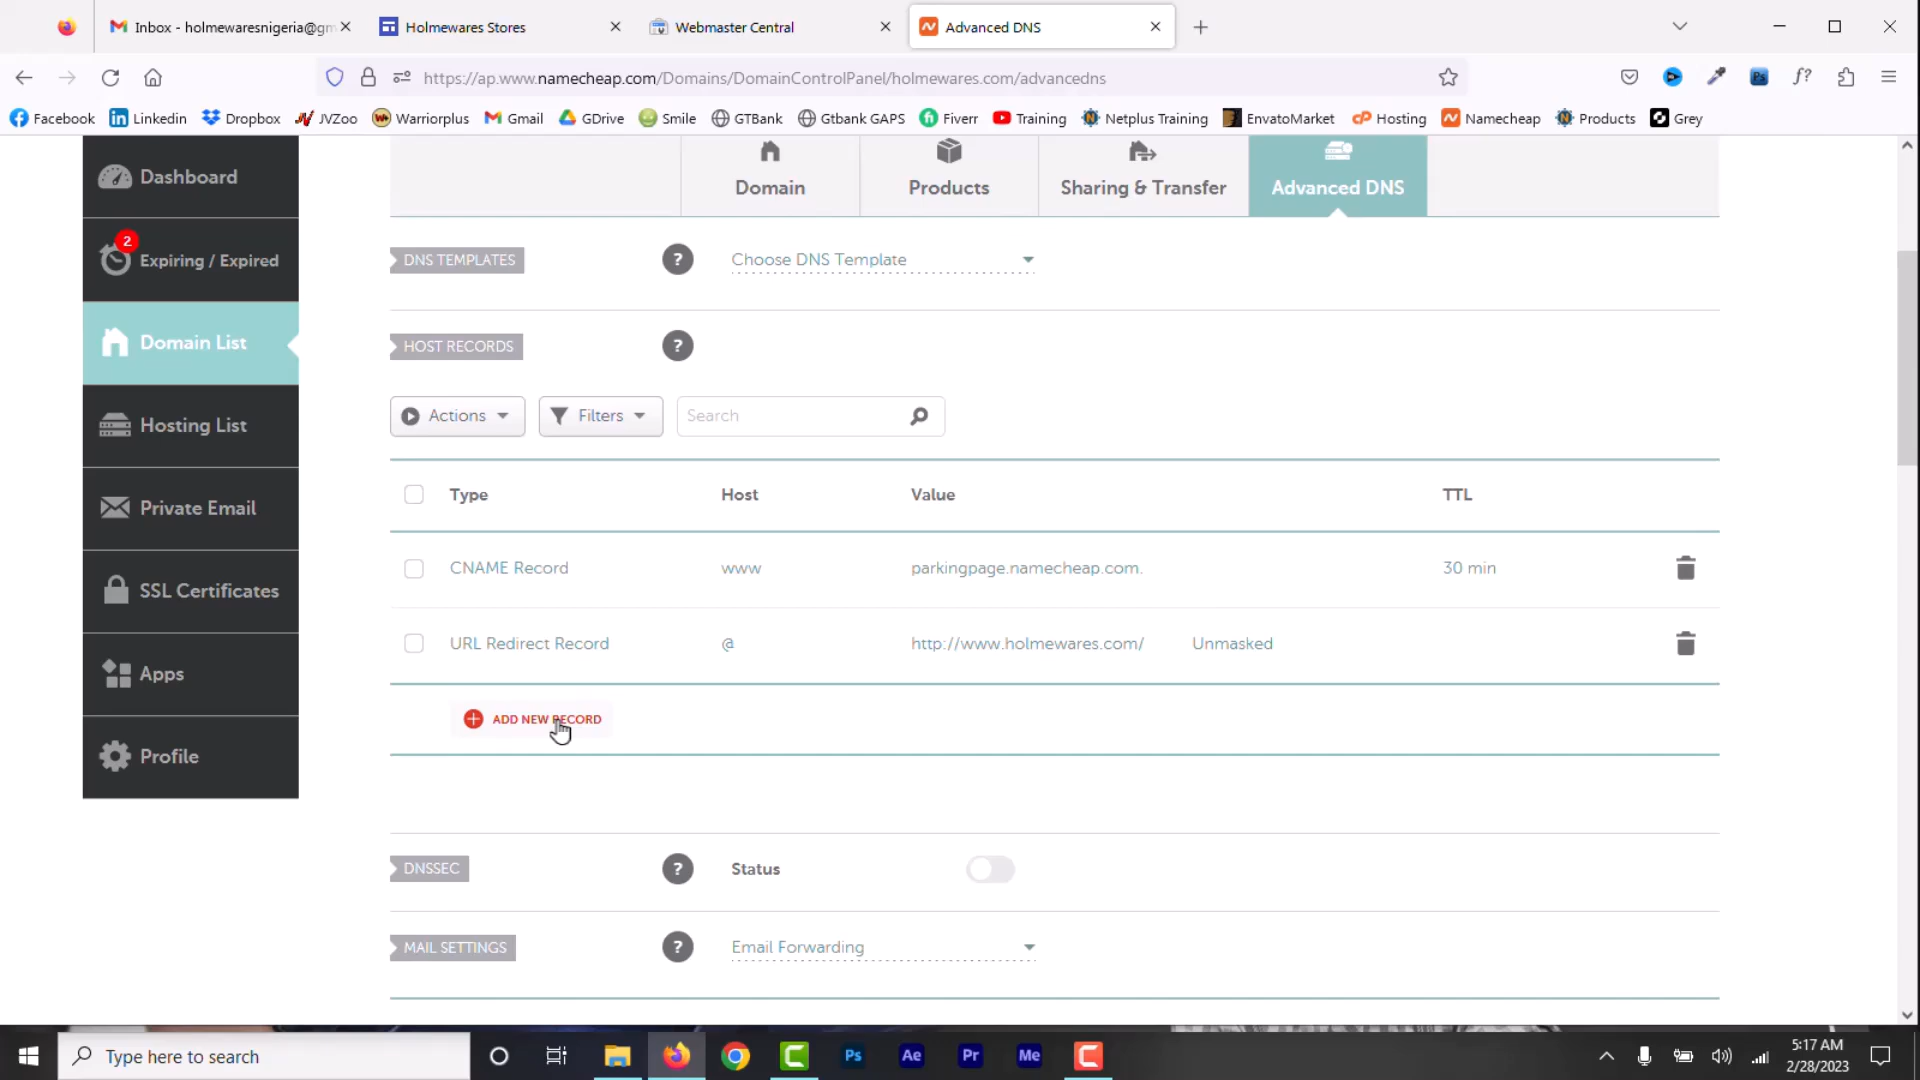 Inbox - holmewaresnigeria@gm
Holmewares Stores
Webmaster Central
Advanced DNS
https://ap.www.namecheap.com/Domains/DomainControlPanel/holmewares.com/advancedns
Facebook
Linkedin
Dropbox
JVZoo
Warriorplus
Gmail
GDrive
Smile
GTBank
Gtbank GAPS
Fiverr
Training
Netplus Training
EnvatoMarket
Hosting
Namecheap
Products
Grey
Dashboard
2
Expiring / Expired
Domain List
Hosting List
Private Email
SSL Certificates
Apps
Profile
Domain
Products
Sharing & Transfer
Advanced DNS
DNS TEMPLATES
?
Choose DNS Template
HOST RECORDS
?
Actions
Filters
Search
Type Host Value TTL
CNAME Record www parkingpage.namecheap.com. 30 min
URL Redirect Record @ http://www.holmewares.com/ Unmasked
ADD NEW RECORD
DNSSEC
?
Status
MAIL SETTINGS
?
Email Forwarding
Type here to search
Ps
Ae
Pr
Me
5:17 AM
2/28/2023